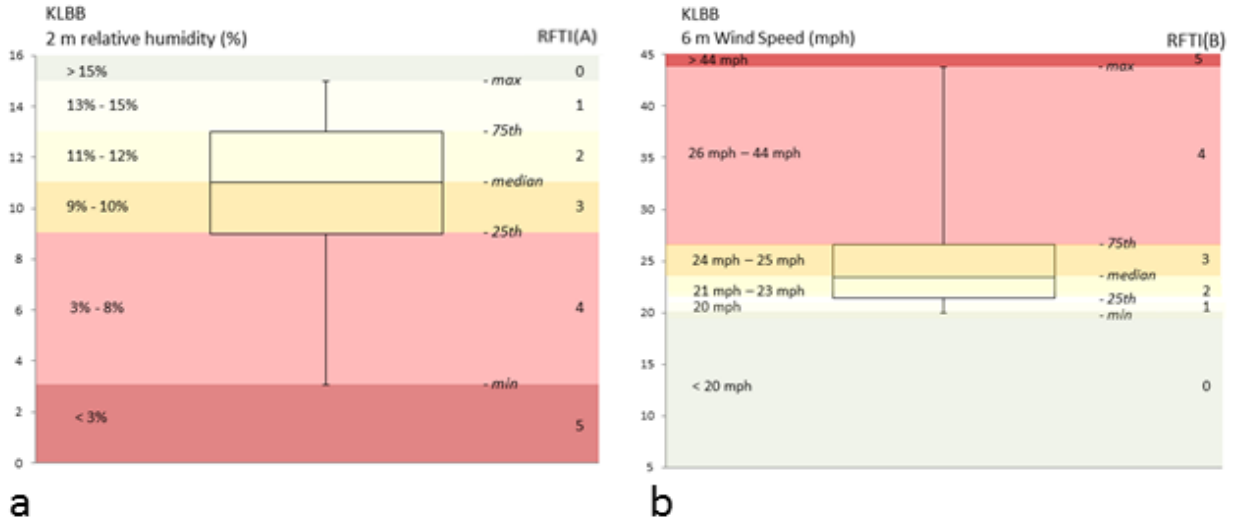 KLBB
2 m relative humidity (%)
RFTI(A)
16
14
12
10
8
6
4
2
0
> 15%
0
- max
13% - 15%
1
- 75th
11% - 12%
2
- median
9% - 10%
3
- 25th
3% - 8%
4
- min
< 3%
5
a
KLBB
6 m Wind Speed (mph)
RFTI(B)
45
40
35
30
25
20
15
10
5
> 44 mph
5
- max
26 mph – 44 mph
4
- 75th
24 mph – 25 mph
3
- median
21 mph – 23 mph
2
- 25th
20 mph
1
- min
< 20 mph
0
b